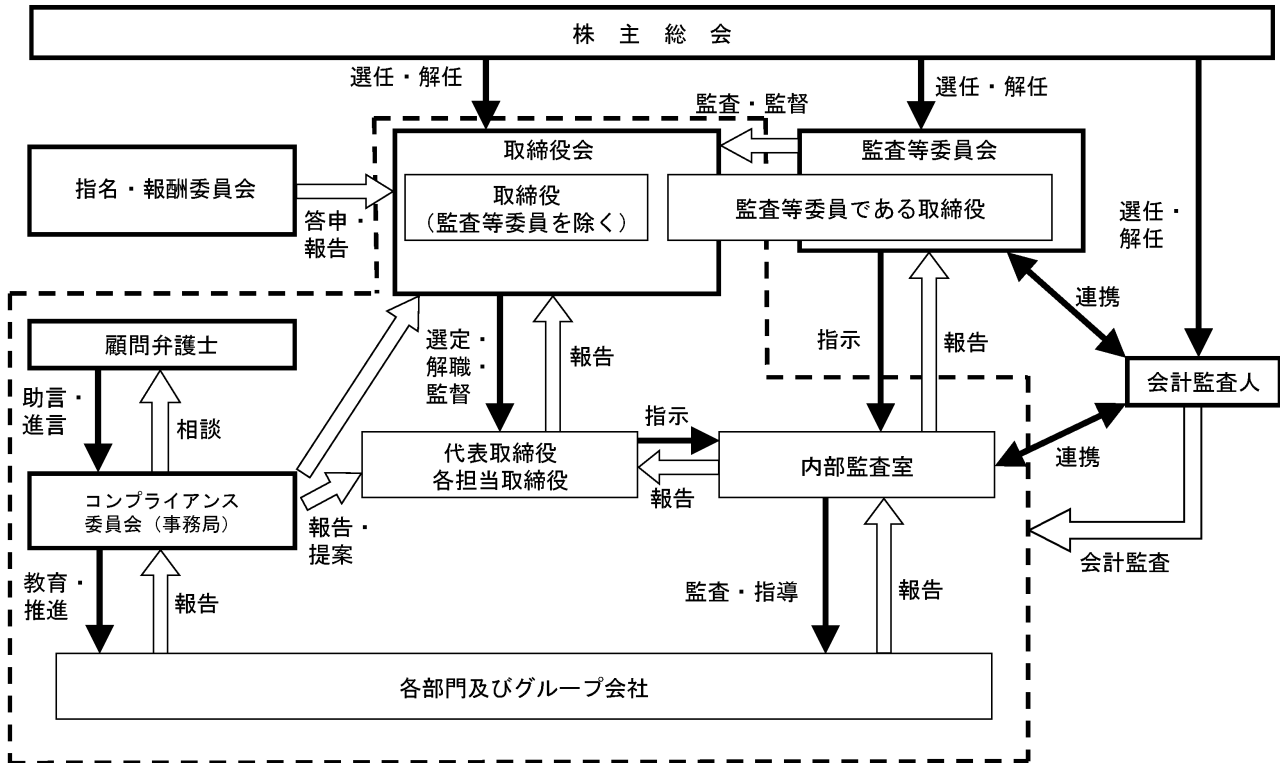 株 主 総 会
選任・解任
選任・解任
監査・監督
選任・
解任
取締役会
取締役
（監査等委員を除く）
監査等委員会
監査等委員である取締役
指名・報酬委員会
答申・
報告
顧問弁護士
助言・
進言
相談
選定・
解職・
監督
報告
指示
報告
連携
会計監査人
連携
会計監査
代表取締役
各担当取締役
指示
報告
内部監査室
コンプライアンス
委員会（事務局）
報告・
提案
教育・
推進
報告
監査・指導
報告
各部門及びグループ会社